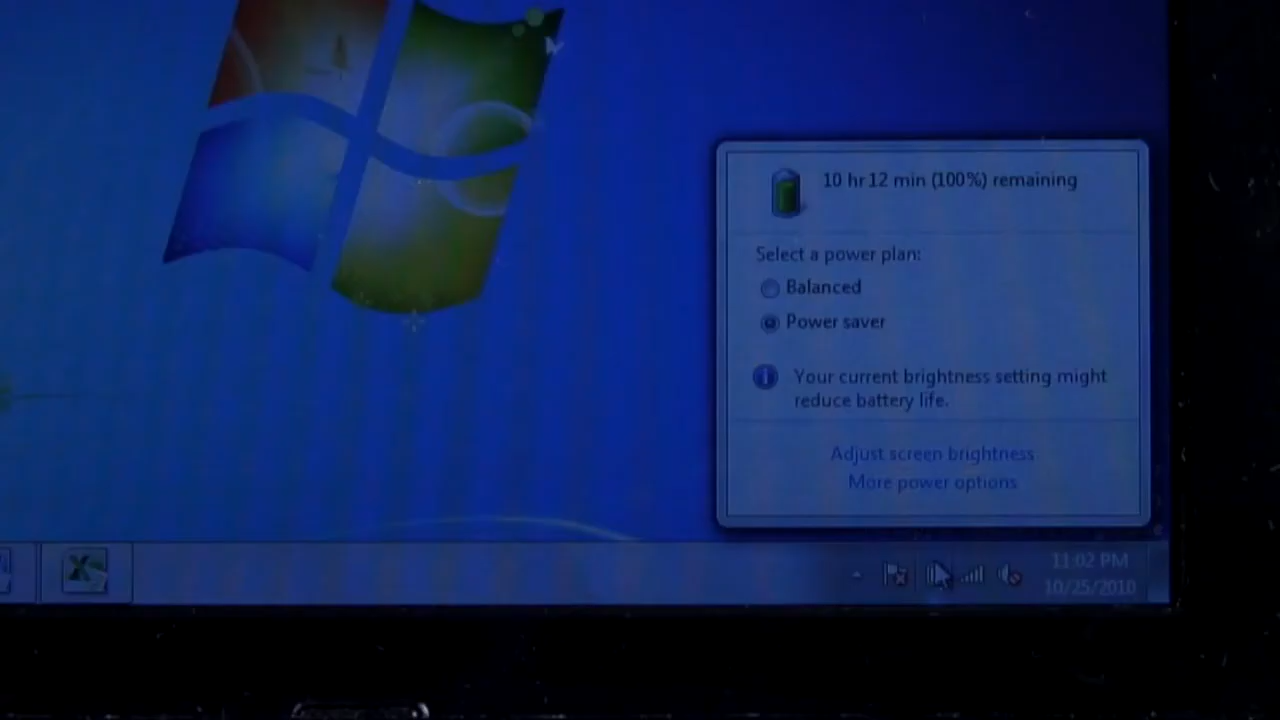 10 hr 12 min (100%) remaining
Select a power plan:
Balanced
Power saver
Your current brightness setting might
reduce battery life.
Adjust screen brightness
More power options
11:02 PM
10/25/2010